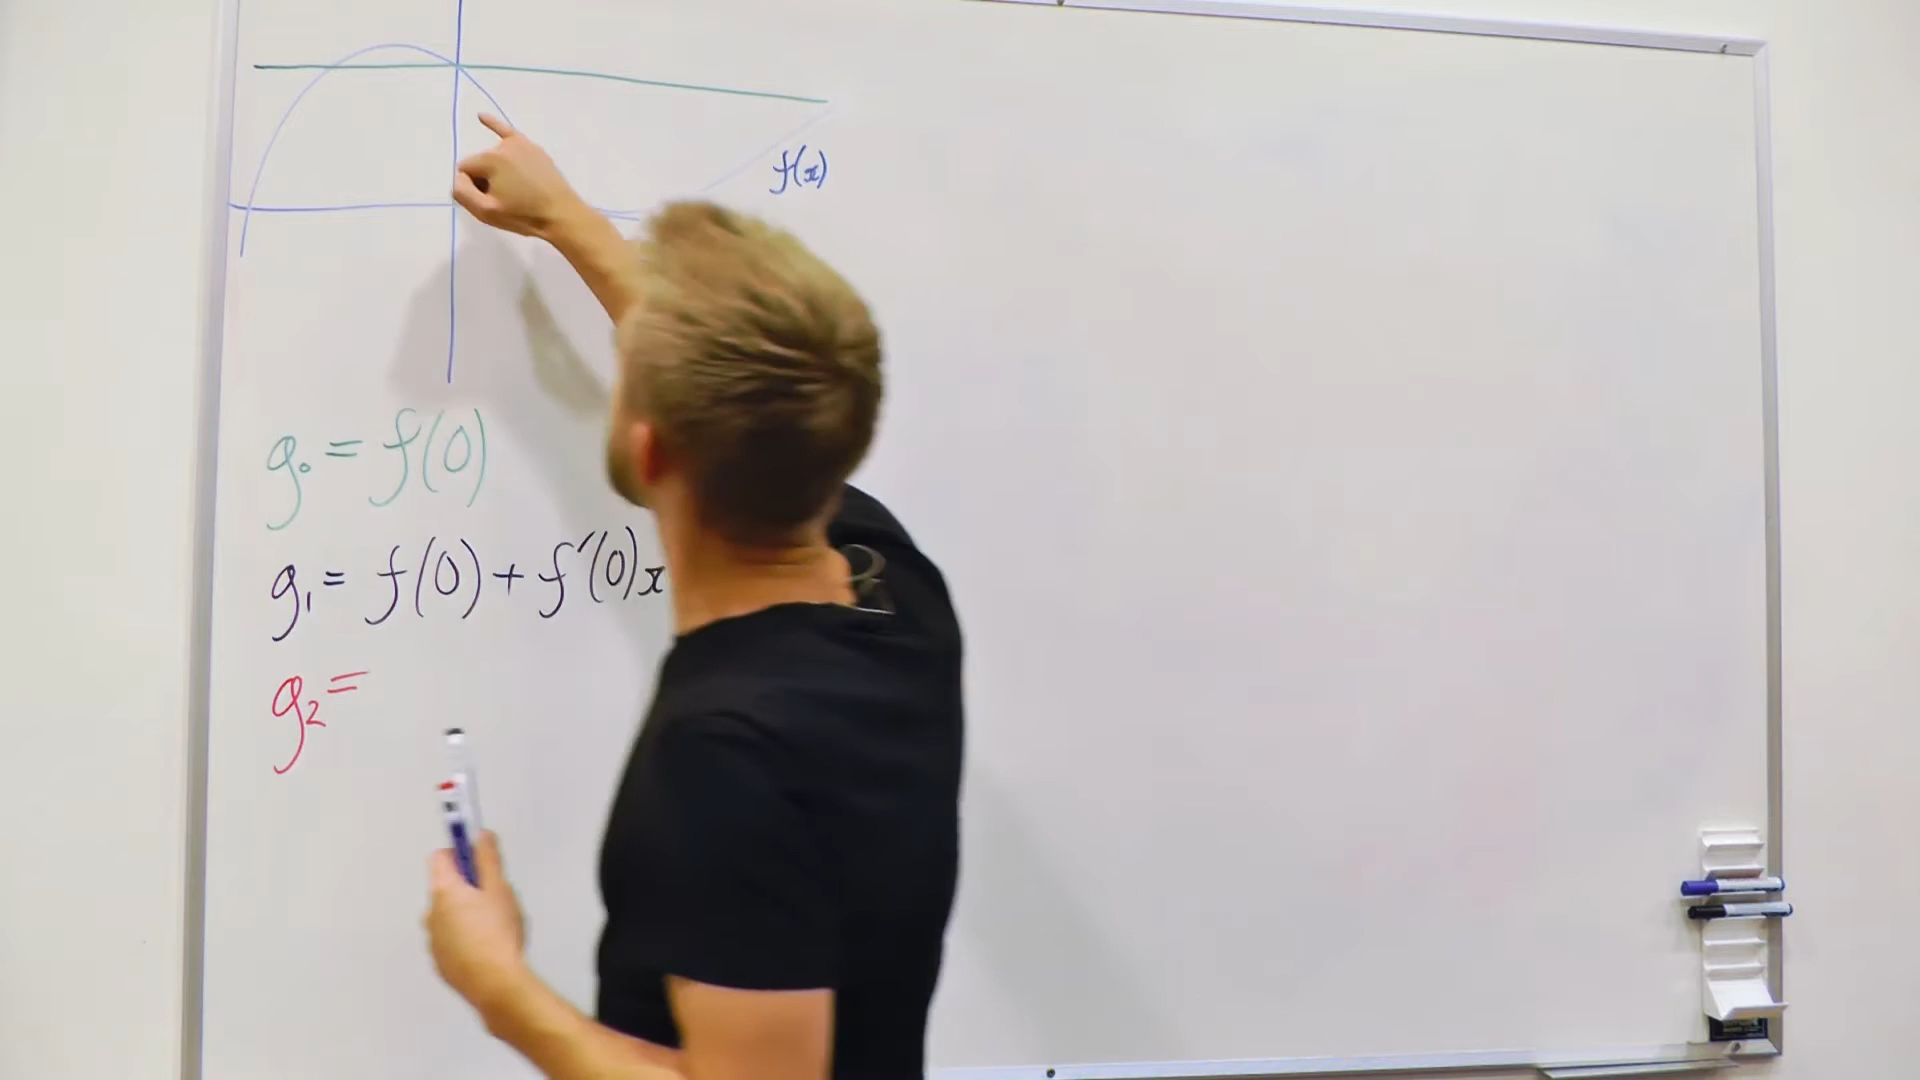 f(x)
g₀ = f(0)
g₁ = f(0) + f′(0)x
g₂ =